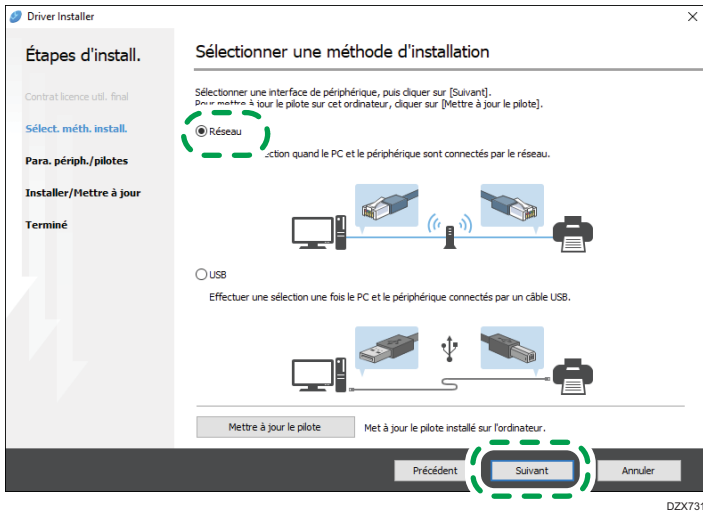 Driver Installer
Étapes d'install.
Contrat licence util. final
Sélect. méth. install.
Para. périph./pilotes
Installer/Mettre à jour
Terminé
Sélectionner une méthode d'installation
Sélectionner une interface de périphérique, puis cliquer sur [Suivant].
Pour mettre à jour le pilote sur cet ordinateur, cliquer sur [Mettre à jour le pilote].
Réseau
quand le PC et le périphérique sont connectés par le réseau.
USB
Effectuer une sélection une fois le PC et le périphérique connectés par un câble USB.
Mettre à jour le pilote
Met à jour le pilote installé sur l'ordinateur.
Précédent
Suivant
Annuler
DZX731